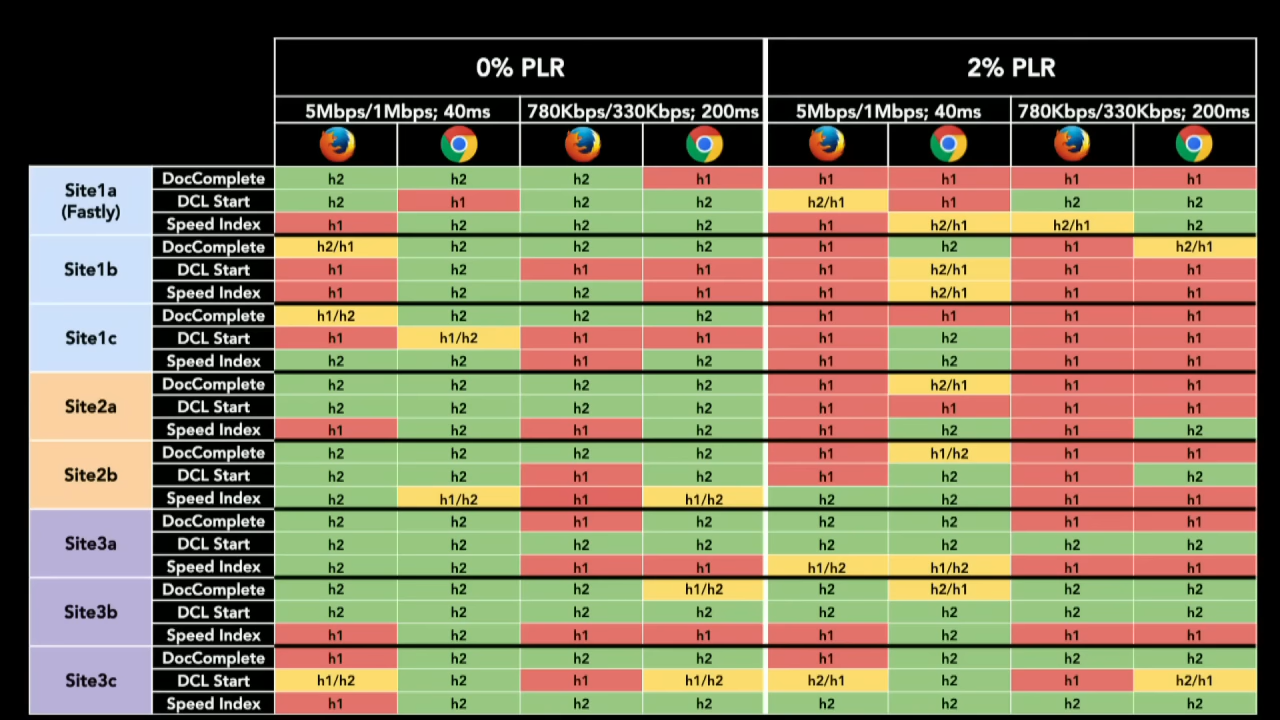 0% PLR 2% PLR
5Mbps/1Mbps; 40ms 780Kbps/330Kbps; 200ms 5Mbps/1Mbps; 40ms 780Kbps/330Kbps; 200ms
Site1a
(Fastly)
DocComplete h2 h2 h2 h1 h1 h1 h1 h1
DCL Start h2 h1 h2 h2 h2/h1 h1 h2 h2
Speed Index h1 h2 h2 h2 h1 h2/h1 h2/h1 h2
Site1b
DocComplete h2/h1 h2 h2 h2 h1 h2 h1 h2/h1
DCL Start h1 h2 h1 h1 h1 h2/h1 h1 h1
Speed Index h1 h2 h2 h1 h1 h2/h1 h1 h1
Site1c
DocComplete h1/h2 h2 h2 h2 h1 h1 h1 h1
DCL Start h1 h1/h2 h1 h1 h1 h2 h1 h1
Speed Index h2 h2 h1 h2 h1 h2 h1 h1
Site2a
DocComplete h2 h2 h2 h2 h1 h2/h1 h1 h1
DCL Start h2 h2 h2 h2 h1 h1 h1 h1
Speed Index h1 h2 h1 h2 h1 h2 h1 h2
Site2b
DocComplete h2 h2 h2 h2 h1 h1/h2 h1 h1
DCL Start h2 h2 h1 h2 h1 h2 h1 h2
Speed Index h2 h1/h2 h1 h1/h2 h2 h2 h1 h1
Site3a
DocComplete h2 h2 h1 h2 h2 h2 h1 h1
DCL Start h2 h2 h2 h2 h2 h2 h2 h2
Speed Index h2 h2 h1 h1 h1/h2 h1/h2 h1 h1
Site3b
DocComplete h2 h2 h2 h1/h2 h2 h2/h1 h2 h2
DCL Start h2 h2 h2 h2 h2 h2 h2 h2
Speed Index h1 h2 h1 h1 h1 h2 h1 h1
Site3c
DocComplete h1 h2 h2 h2 h1 h2 h2 h2
DCL Start h1/h2 h2 h1 h1/h2 h2/h1 h2 h1 h2/h1
Speed Index h1 h2 h2 h2 h2 h2 h2 h2